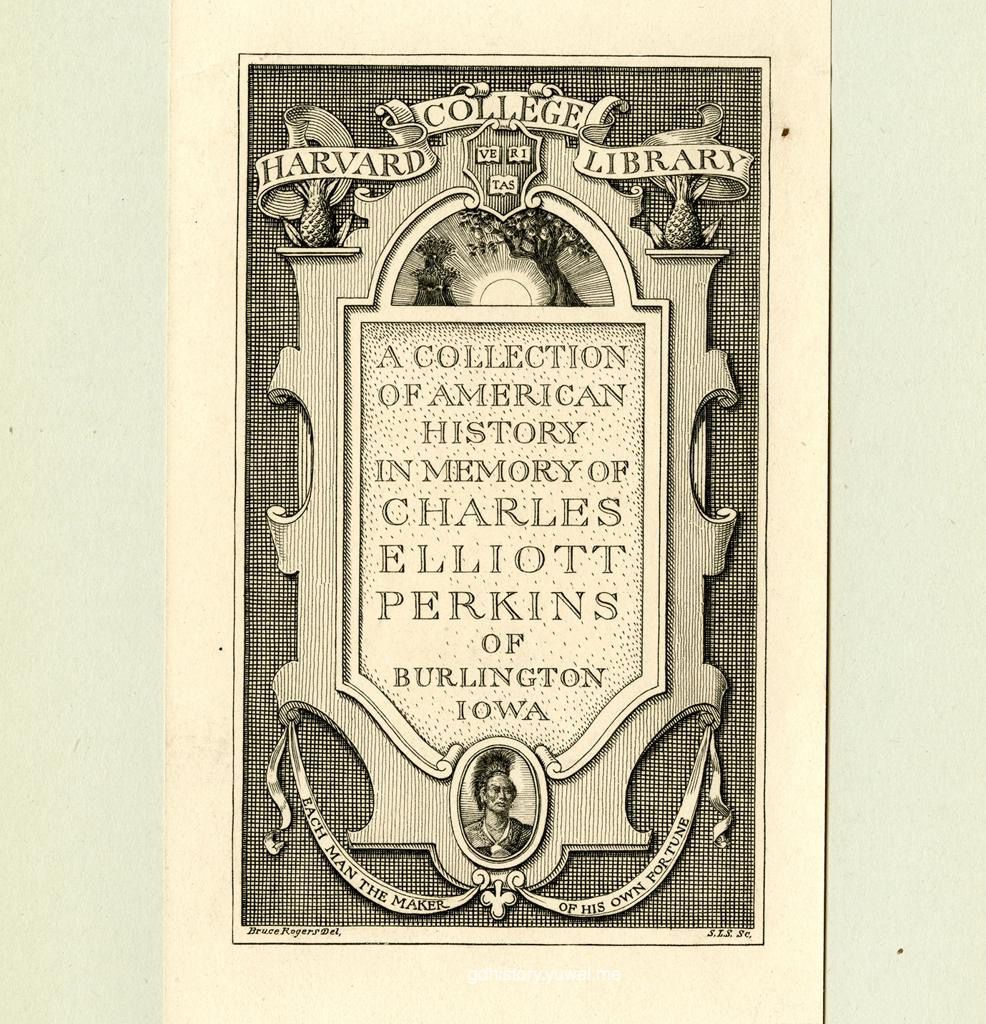 HARVARD COLLEGE LIBRARY
VE RI
TAS
A COLLECTION
OF AMERICAN
HISTORY
IN MEMORY OF
CHARLES
ELLIOTT
PERKINS
OF
BURLINGTON
IOWA
EACH MAN THE MAKER
OF HIS OWN FORTUNE
Bruce Rogers Del,
S.L.S. Sc,
gdhistory.yuwei.me